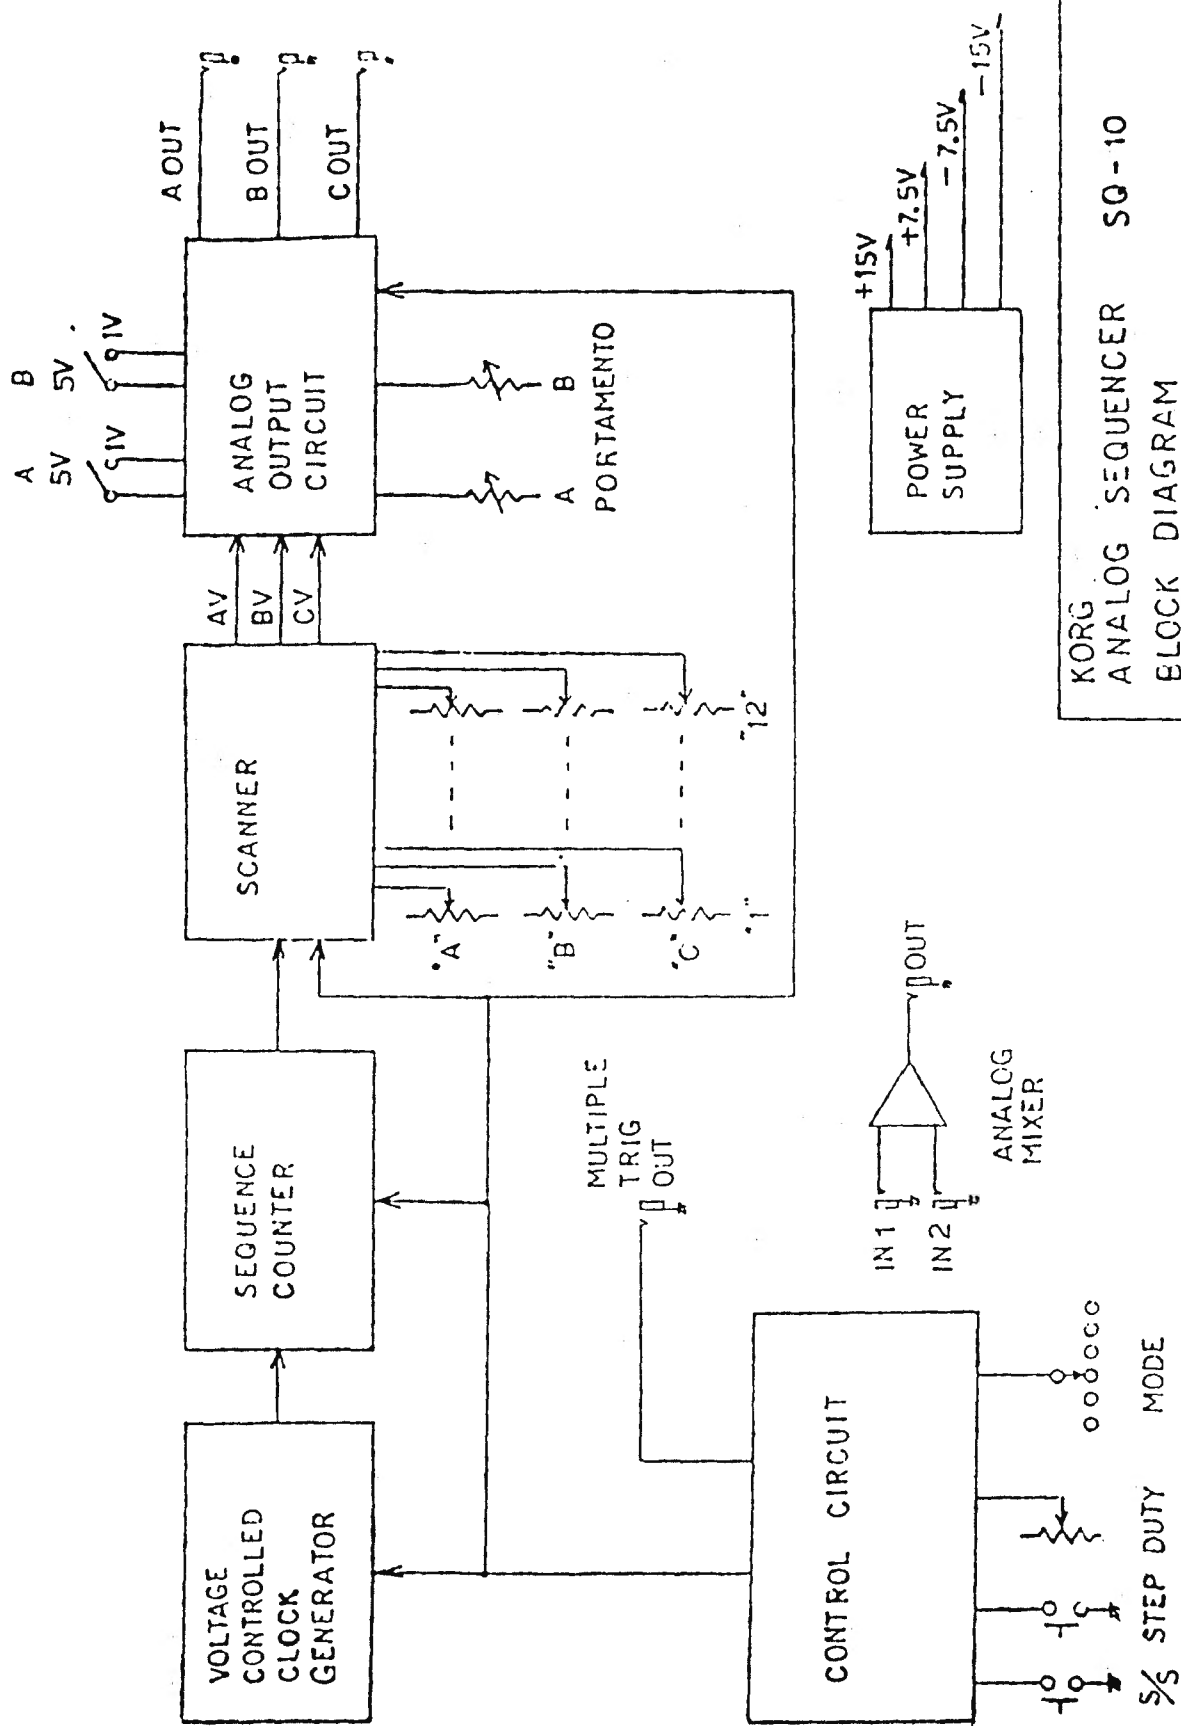 VOLTAGE
CONTROLLED
CLOCK
GENERATOR
SEQUENCE
COUNTER
SCANNER
AV
BV
CV
ANALOG
OUTPUT
CIRCUIT
A
5V
1V
B
5V
1V
A OUT
B OUT
C OUT
"A"
"B"
"C"
"1"
"12"
A
B
PORTAMENTO
MULTIPLE
TRIG
OUT
CONTROL CIRCUIT
S/S STEP DUTY MODE
IN 1
IN 2
OUT
ANALOG
MIXER
POWER
SUPPLY
+15V
+7.5V
-7.5V
-15V
KORG
ANALOG SEQUENCER SQ-10
BLOCK DIAGRAM